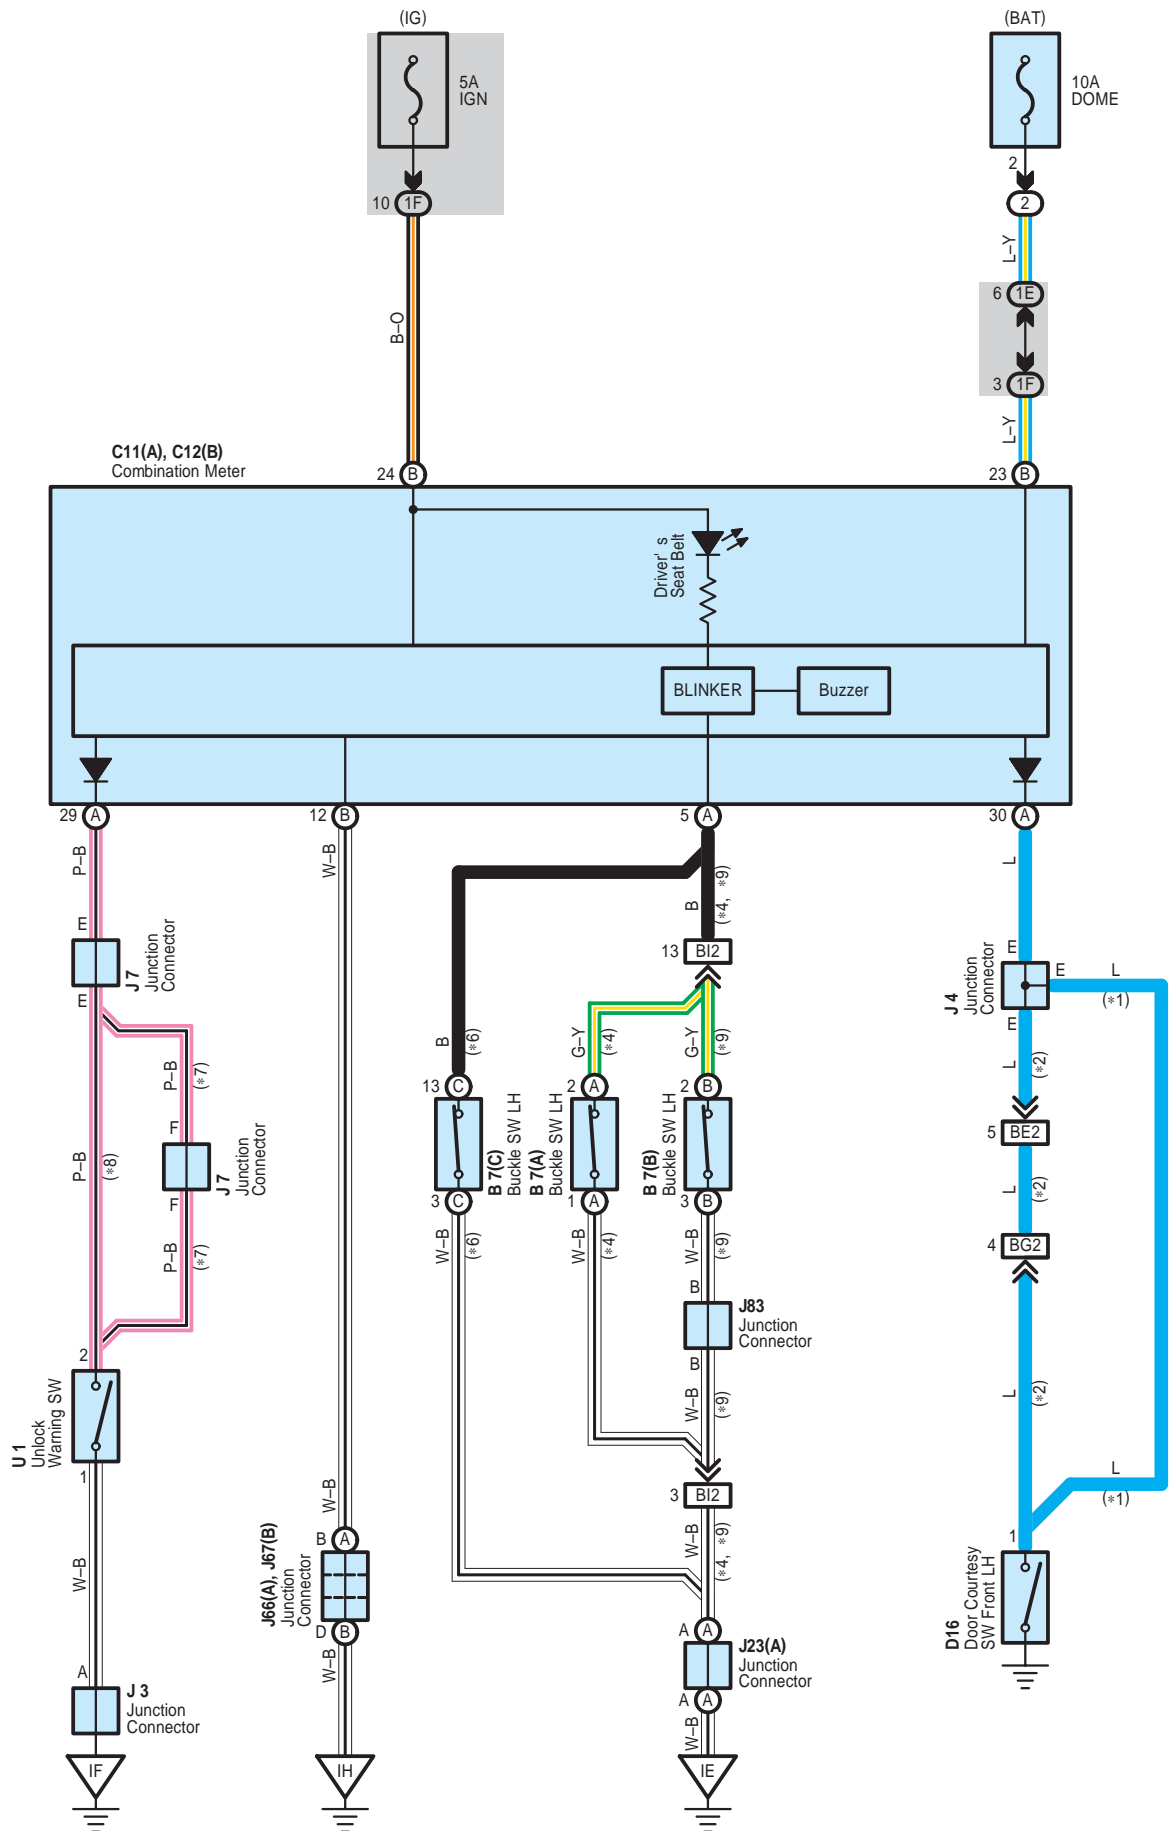 (IG)
(BAT)
5A
IGN
10A
DOME
2
10
1F
2
L–Y
6
1E
B–O
3
1F
L–Y
C11(A), C12(B)
Combination Meter
24
B
23
B
Driver' s
Seat Belt
BLINKER
Buzzer
29
A
12
B
5
A
30
A
P–B
W–B
B
(*4, *9)
L
E
J 7
Junction
Connector
E
13
BI2
E
J 4
Junction
Connector
E
L
(*1)
E
P–B
(*7)
B
(*6)
G–Y
(*4)
G–Y
(*9)
L
(*2)
13
C
2
A
2
B
F
J 7
Junction
Connector
F
P–B
(*8)
B 7(C)
Buckle SW LH
B 7(A)
Buckle SW LH
B 7(B)
Buckle SW LH
5
BE2
L
(*2)
3
C
1
A
3
B
P–B
(*7)
W–B
(*6)
W–B
(*4)
W–B
(*9)
4
BG2
B
J83
Junction
Connector
B
2
U 1
Unlock
Warning SW
1
W–B
(*9)
L
(*2)
L
(*1)
W–B
3
BI2
W–B
(*4, *9)
B
A
J66(A), J67(B)
Junction
Connector
D
B
1
D16
Door Courtesy
SW Front LH
W–B
W–B
A
A
J23(A)
Junction
Connector
A
A
A
J 3
Junction
Connector
W–B
IF
IH
IE